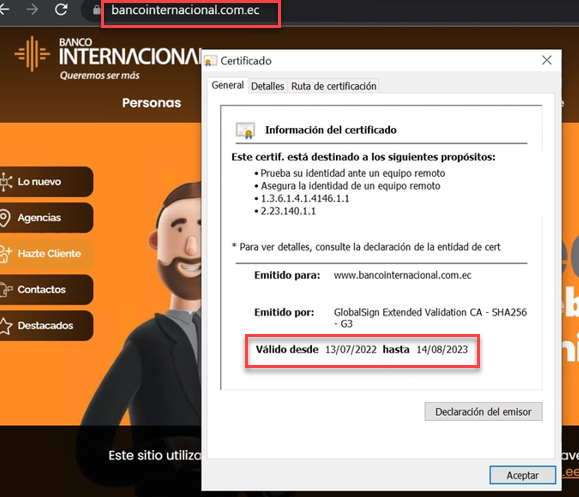 bancointernacional.com.ec
BANCO
INTERNACIONAL
Queremos ser más
Personas
Lo nuevo
Agencias
Hazte Cliente
Contactos
Destacados
Este sitio utiliza
Certificado
General Detalles Ruta de certificación
Información del certificado
Este certif. está destinado a los siguientes propósitos:
• Prueba su identidad ante un equipo remoto
• Asegura la identidad de un equipo remoto
• 1.3.6.1.4.1.4146.1.1
• 2.23.140.1.1
* Para ver detalles, consulte la declaración de la entidad de cert
Emitido para: www.bancointernacional.com.ec
Emitido por: GlobalSign Extended Validation CA - SHA256
- G3
Válido desde 13/07/2022 hasta 14/08/2023
Declaración del emisor
Aceptar